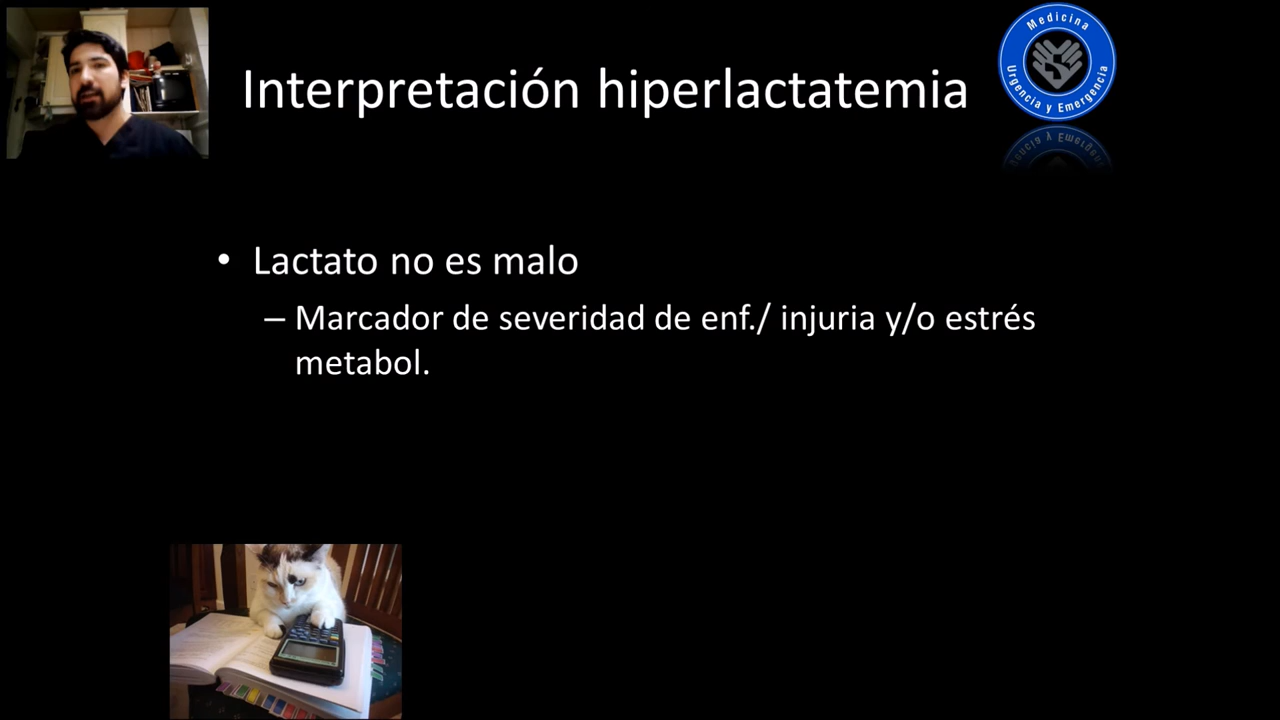 Interpretación hiperlactatemia
Medicina
Urgencia y Emergencia
• Lactato no es malo
– Marcador de severidad de enf./ injuria y/o estrés
metabol.